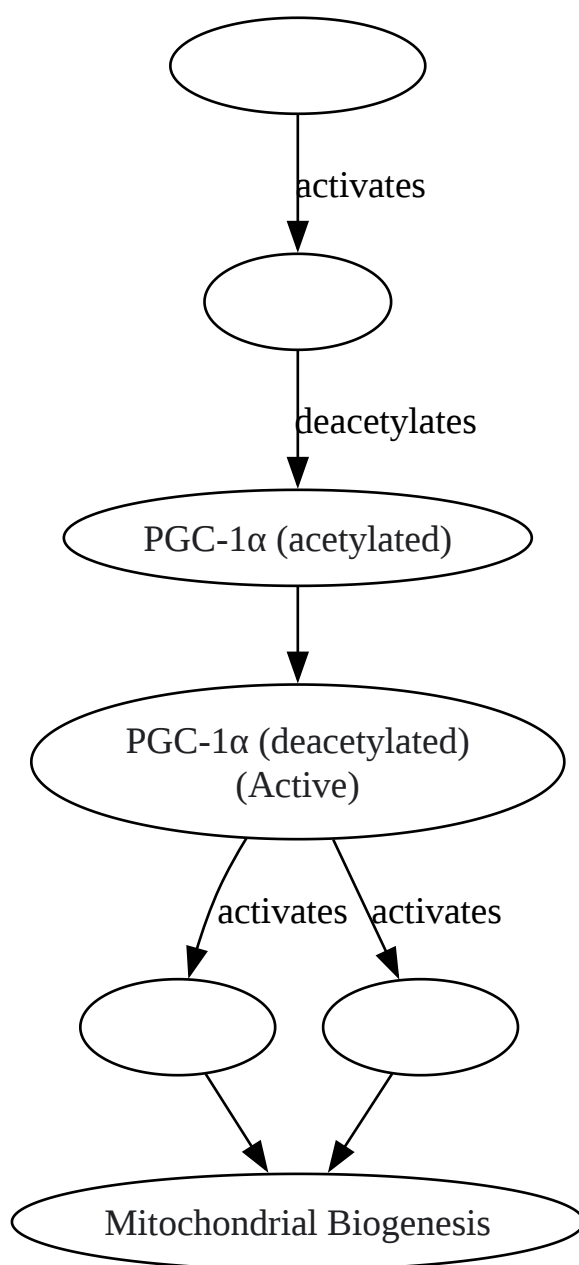 activates
deacetylates
PGC-1α (acetylated)
PGC-1α (deacetylated)
(Active)
activates
activates
Mitochondrial Biogenesis